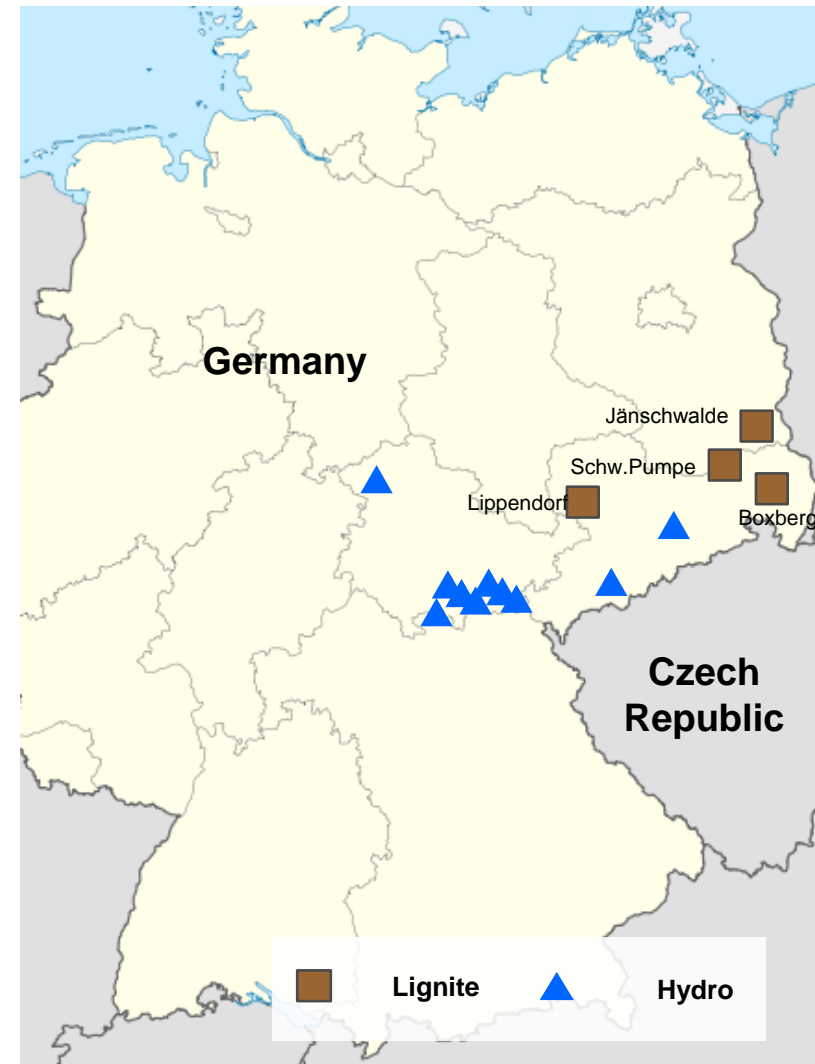 Germany
Jänschwalde
Schw.Pumpe
Lippendorf
Boxberg
Czech
Republic
Lignite
Hydro